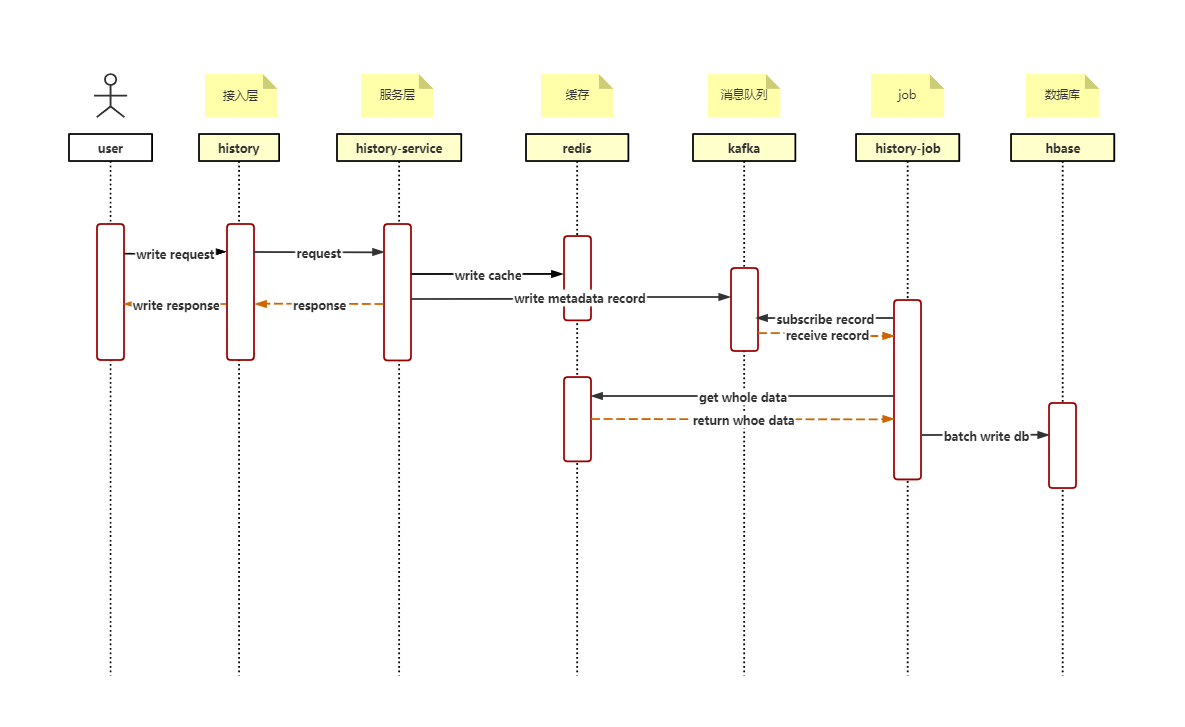 接入层
服务层
缓存
消息队列
job
数据库
user
history
history-service
redis
kafka
history-job
hbase
write request
request
write cache
write metadata record
write response
response
subscribe record
receive record
get whole data
return whoe data
batch write db